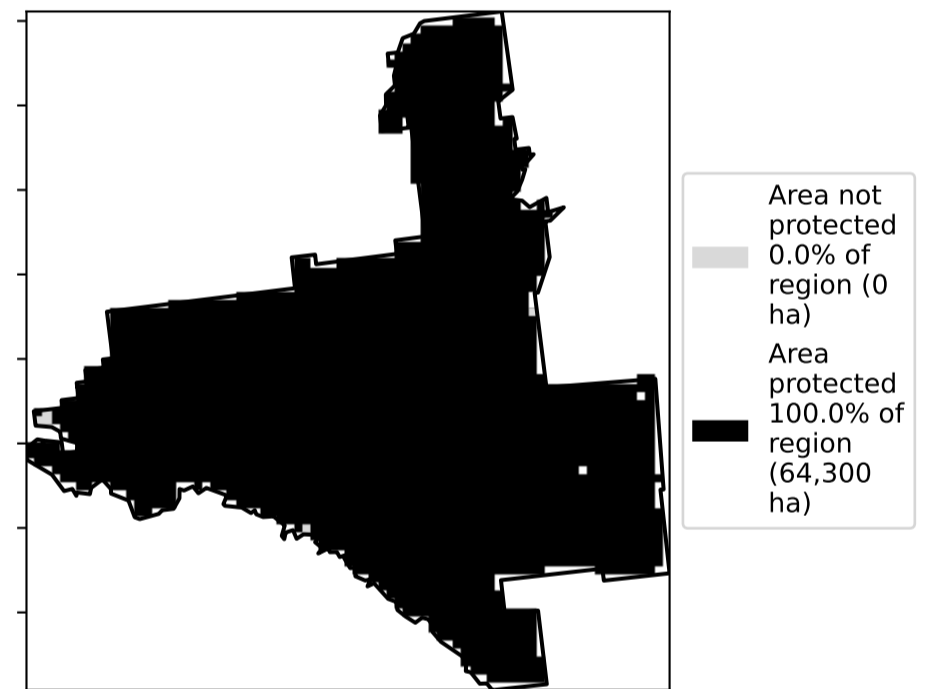 Area not
protected
0.0% of
region (0
ha)
Area
protected
100.0% of
region
(64,300
ha)